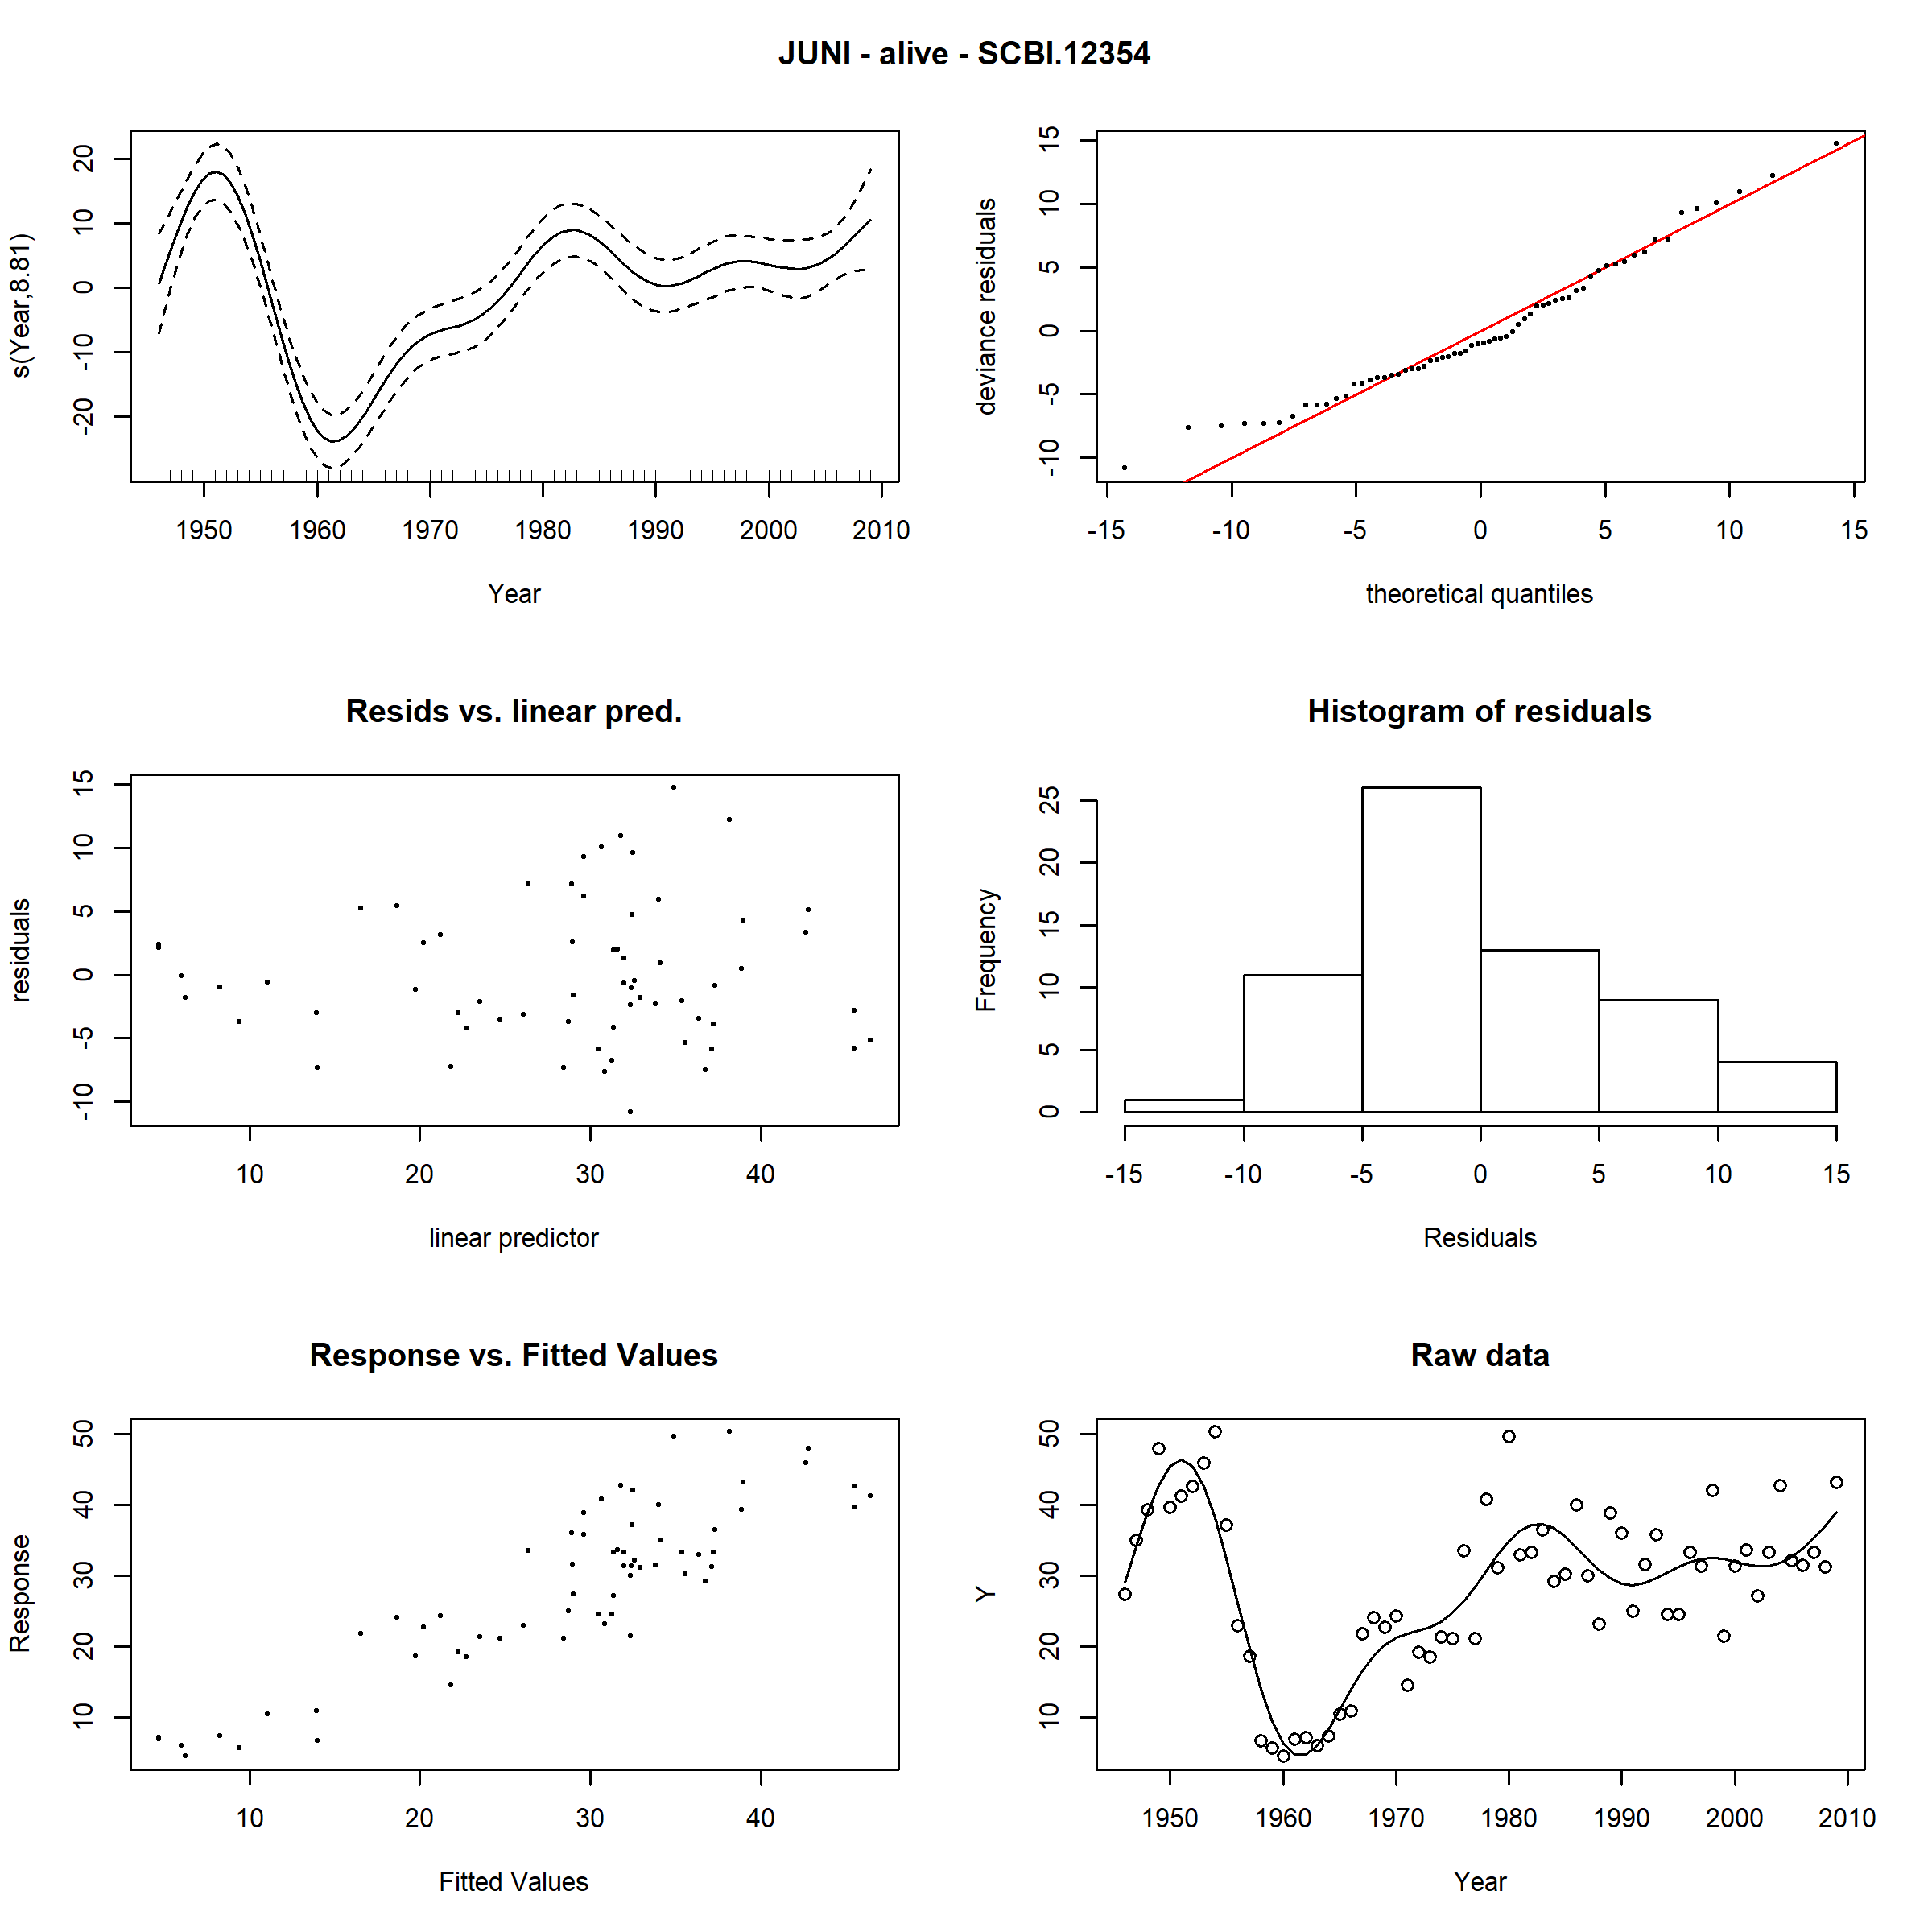 JUNI - alive - SCBI.12354
s(Year,8.81)
20
10
0
-10
-20
1950 1960 1970 1980 1990 2000 2010
Year
deviance residuals
15
10
5
0
-5
-10
-15 -10 -5 0 5 10 15
theoretical quantiles
Resids vs. linear pred.
residuals
15
10
5
0
-5
-10
10 20 30 40
linear predictor
Histogram of residuals
Frequency
25
20
15
10
5
0
-15 -10 -5 0 5 10 15
Residuals
Response vs. Fitted Values
Response
50
40
30
20
10
10 20 30 40
Fitted Values
Raw data
Y
50
40
30
20
10
1950 1960 1970 1980 1990 2000 2010
Year